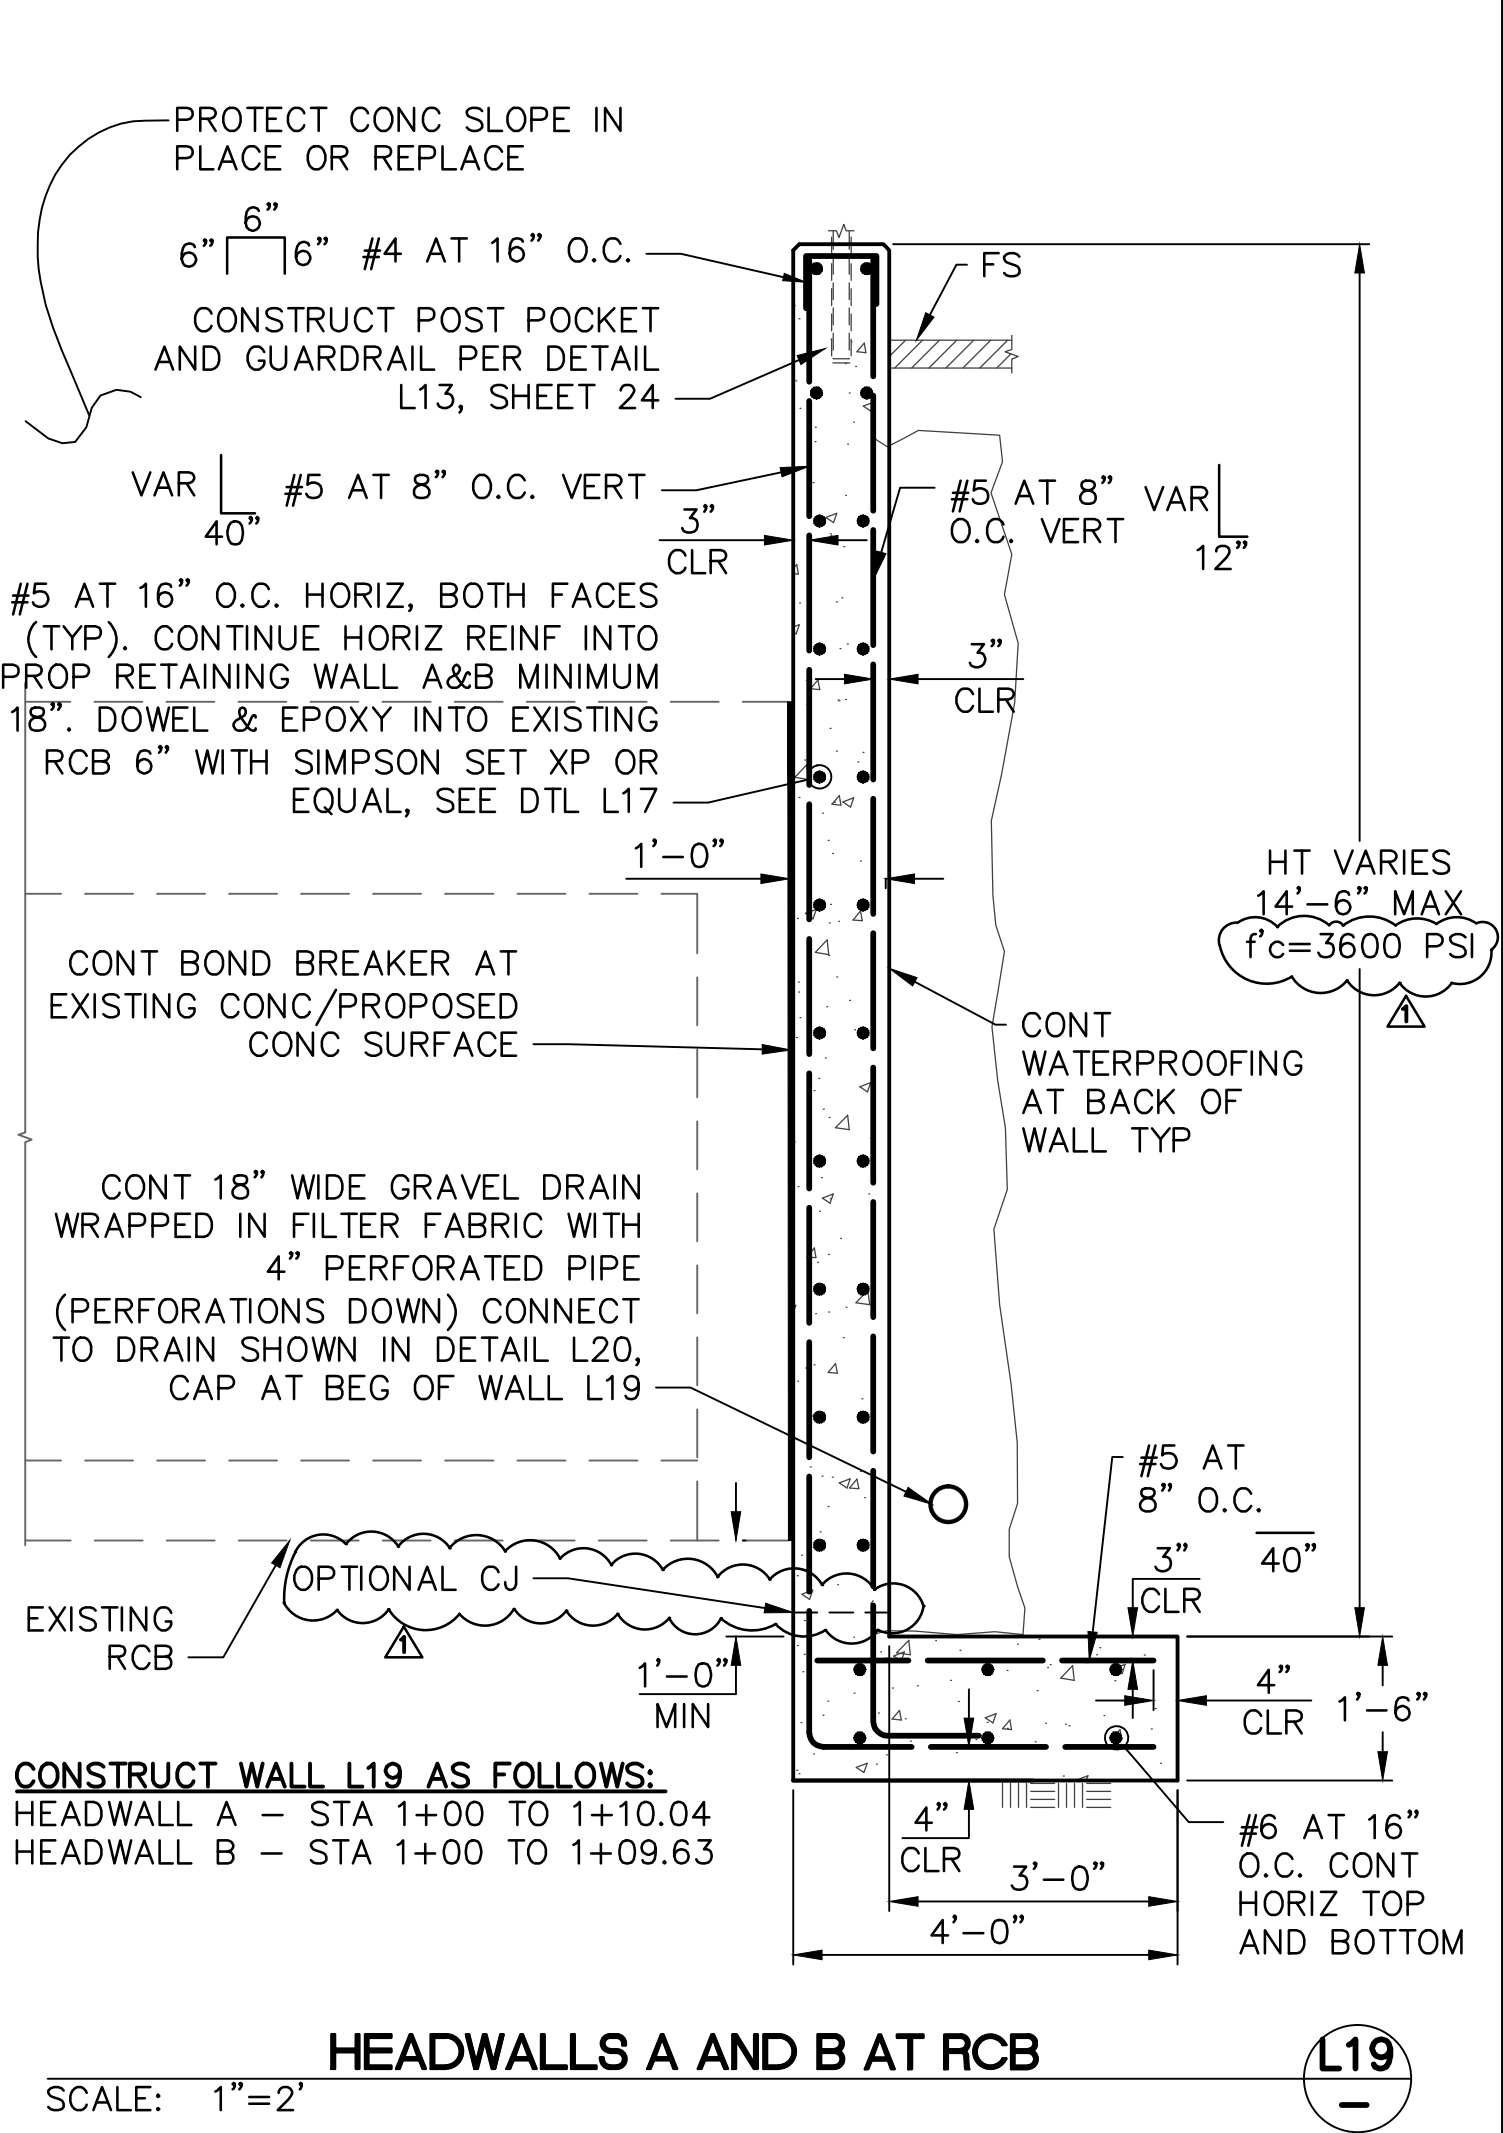 PROTECT CONC SLOPE IN
PLACE OR REPLACE
6”
6” 6” #4 AT 16” O.C.
FS
CONSTRUCT POST POCKET
AND GUARDRAIL PER DETAIL
L13, SHEET 24
VAR #5 AT 8” O.C. VERT
40”
3”
CLR
#5 AT 8” VAR
O.C. VERT
12”
#5 AT 16” O.C. HORIZ, BOTH FACES
(TYP). CONTINUE HORIZ REINF INTO
PROP RETAINING WALL A&B MINIMUM
18”. DOWEL & EPOXY INTO EXISTING
RCB 6” WITH SIMPSON SET XP OR
EQUAL, SEE DTL L17
3”
CLR
1’–0”
HT VARIES
14’–6” MAX
f’c=3600 PSI
1
CONT BOND BREAKER AT
EXISTING CONC/PROPOSED
CONC SURFACE
CONT
WATERPROOFING
AT BACK OF
WALL TYP
CONT 18” WIDE GRAVEL DRAIN
WRAPPED IN FILTER FABRIC WITH
4” PERFORATED PIPE
(PERFORATIONS DOWN) CONNECT
TO DRAIN SHOWN IN DETAIL L20,
CAP AT BEG OF WALL L19
#5 AT
8” O.C.
40”
3”
CLR
OPTIONAL CJ
1
EXISTING
RCB
1’–0”
MIN
4”
CLR
1’–6”
CONSTRUCT WALL L19 AS FOLLOWS:
HEADWALL A – STA 1+00 TO 1+10.04
HEADWALL B – STA 1+00 TO 1+09.63
4”
CLR
3’–0”
4’–0”
#6 AT 16”
O.C. CONT
HORIZ TOP
AND BOTTOM
HEADWALLS A AND B AT RCB
L19
–
SCALE: 1”=2’